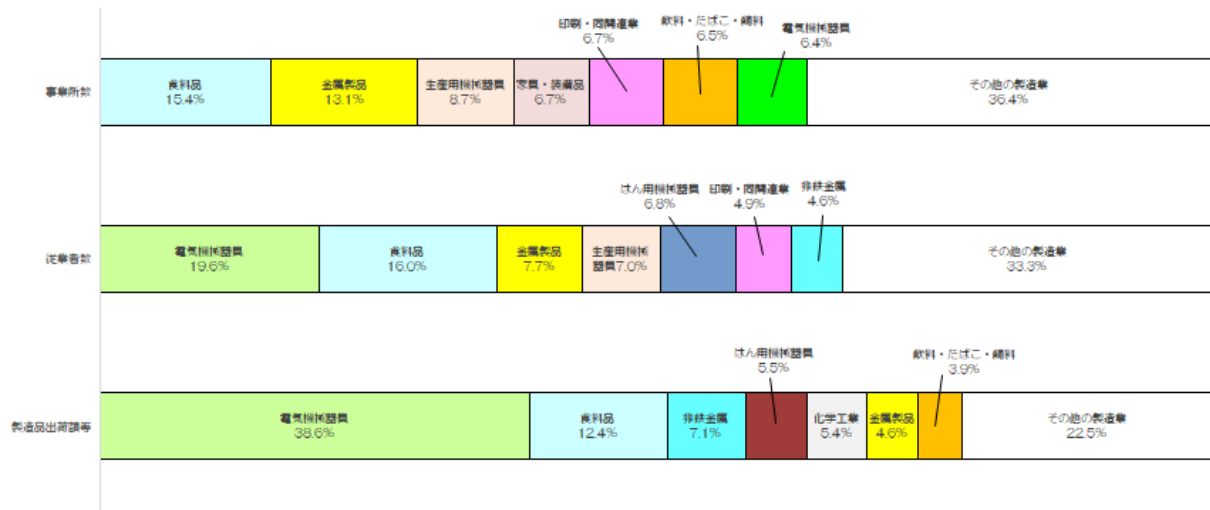 印刷・同関連業
6.7%
飲料・たばこ・飼料
6.5%
電気機械器具
6.4%
事業所数
食料品
15.4%
金属製品
13.1%
生産用機械器具
8.7%
家具・装備品
6.7%
その他の製造業
36.4%
はん用機械器具
6.8%
印刷・同関連業
4.9%
非鉄金属
4.6%
従業者数
電気機械器具
19.6%
食料品
16.0%
金属製品
7.7%
生産用機械
器具7.0%
その他の製造業
33.3%
はん用機械器具
5.5%
飲料・たばこ・飼料
3.9%
製造品出荷額等
電気機械器具
38.6%
食料品
12.4%
非鉄金属
7.1%
化学工業
5.4%
金属製品
4.6%
その他の製造業
22.5%